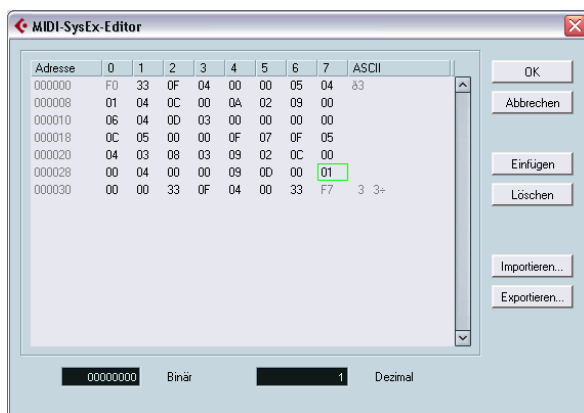 MIDI-SysEx-Editor
Adresse 0 1 2 3 4 5 6 7 ASCII
000000 F0 33 0F 04 00 00 05 04 ð3
000008 01 04 0C 00 0A 02 09 00
000010 06 04 0D 03 00 00 00 00
000018 0C 05 00 00 0F 07 0F 05
000020 04 03 08 03 09 02 0C 00
000028 00 04 00 00 09 0D 00 01
000030 00 00 33 0F 04 00 33 F7 3 3÷
OK
Abbrechen
Einfügen
Löschen
Importieren...
Exportieren...
00000000 Binär 1 Dezimal